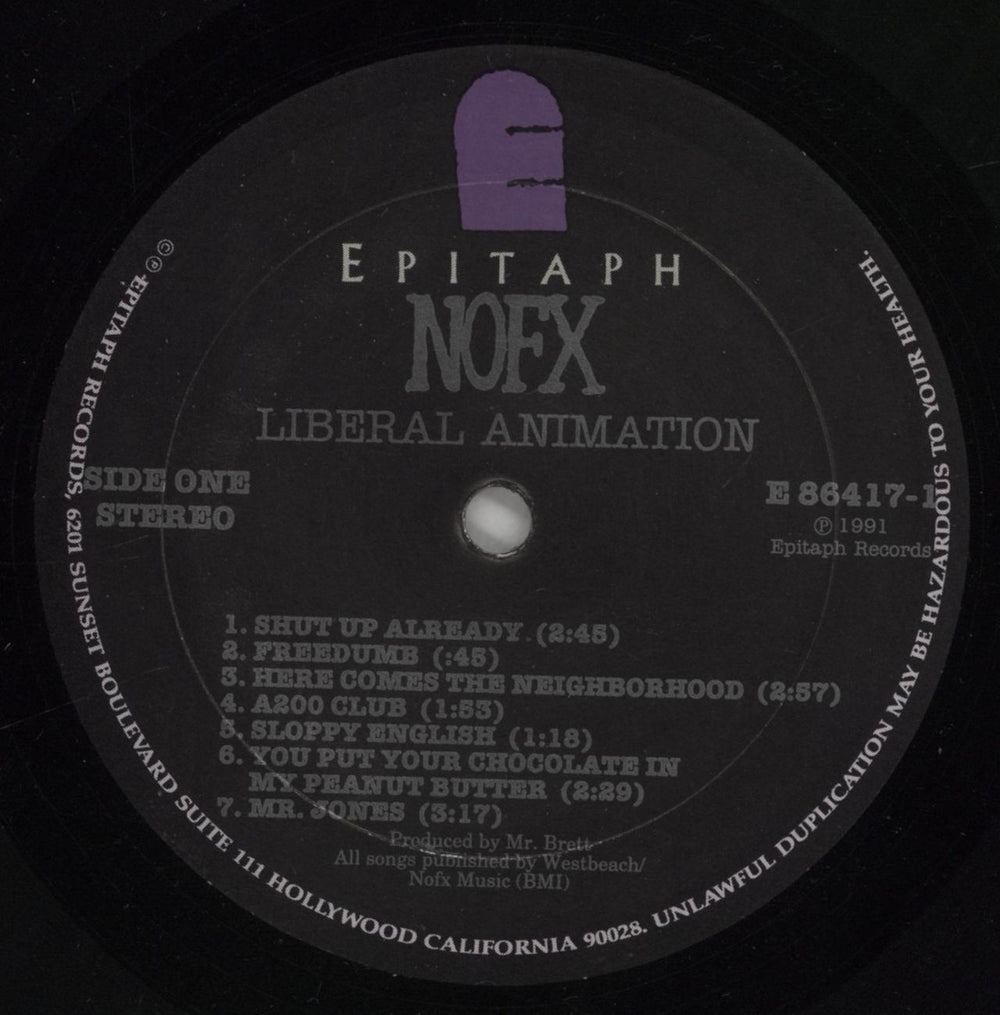 EPITAPH
NOFX
LIBERAL ANIMATION
SIDE ONE
STEREO
E 86417-1
℗ 1991
Epitaph Records
1. SHUT UP ALREADY (2:45)
2. FREEDUMB (:45)
3. HERE COMES THE NEIGHBORHOOD (2:57)
4. A200 CLUB (1:53)
5. SLOPPY ENGLISH (1:18)
6. YOU PUT YOUR CHOCOLATE IN
MY PEANUT BUTTER (2:29)
7. MR. JONES (3:17)
Produced by Mr. Brett
All songs published by Westbeach/
Nofx Music (BMI)
© ℗ EPITAPH RECORDS, 6201 SUNSET BOULEVARD SUITE 111 HOLLYWOOD CALIFORNIA 90028. UNLAWFUL DUPLICATION MAY BE HAZARDOUS TO YOUR HEALTH.